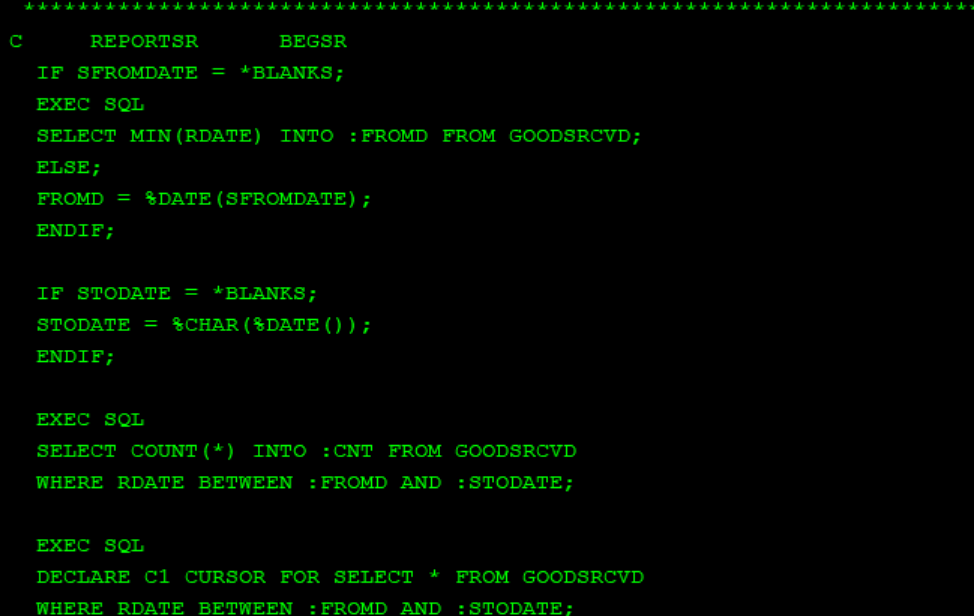 ************************************************************************
C      REPORTSR      BEGSR
IF SFROMDATE = *BLANKS;
EXEC SQL
SELECT MIN(RDATE) INTO :FROMD FROM GOODSRCVD;
ELSE;
FROMD = %DATE(SFROMDATE);
ENDIF;
IF STODATE = *BLANKS;
STODATE = %CHAR(%DATE());
ENDIF;
EXEC SQL
SELECT COUNT(*) INTO :CNT FROM GOODSRCVD
WHERE RDATE BETWEEN :FROMD AND :STODATE;
EXEC SQL
DECLARE C1 CURSOR FOR SELECT * FROM GOODSRCVD
WHERE RDATE BETWEEN :FROMD AND :STODATE;